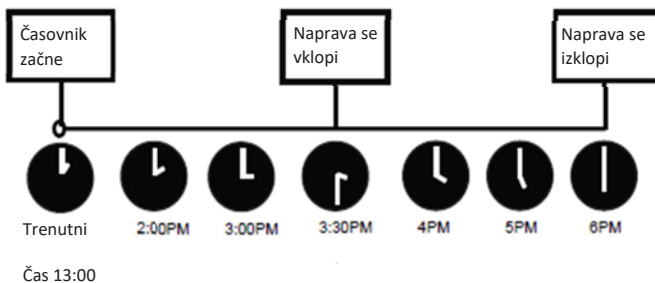 Časovnik
začne
Naprava se
vklopi
Naprava se
izklopi
Trenutni
2:00PM
3:00PM
3:30PM
4PM
5PM
6PM
Čas 13:00